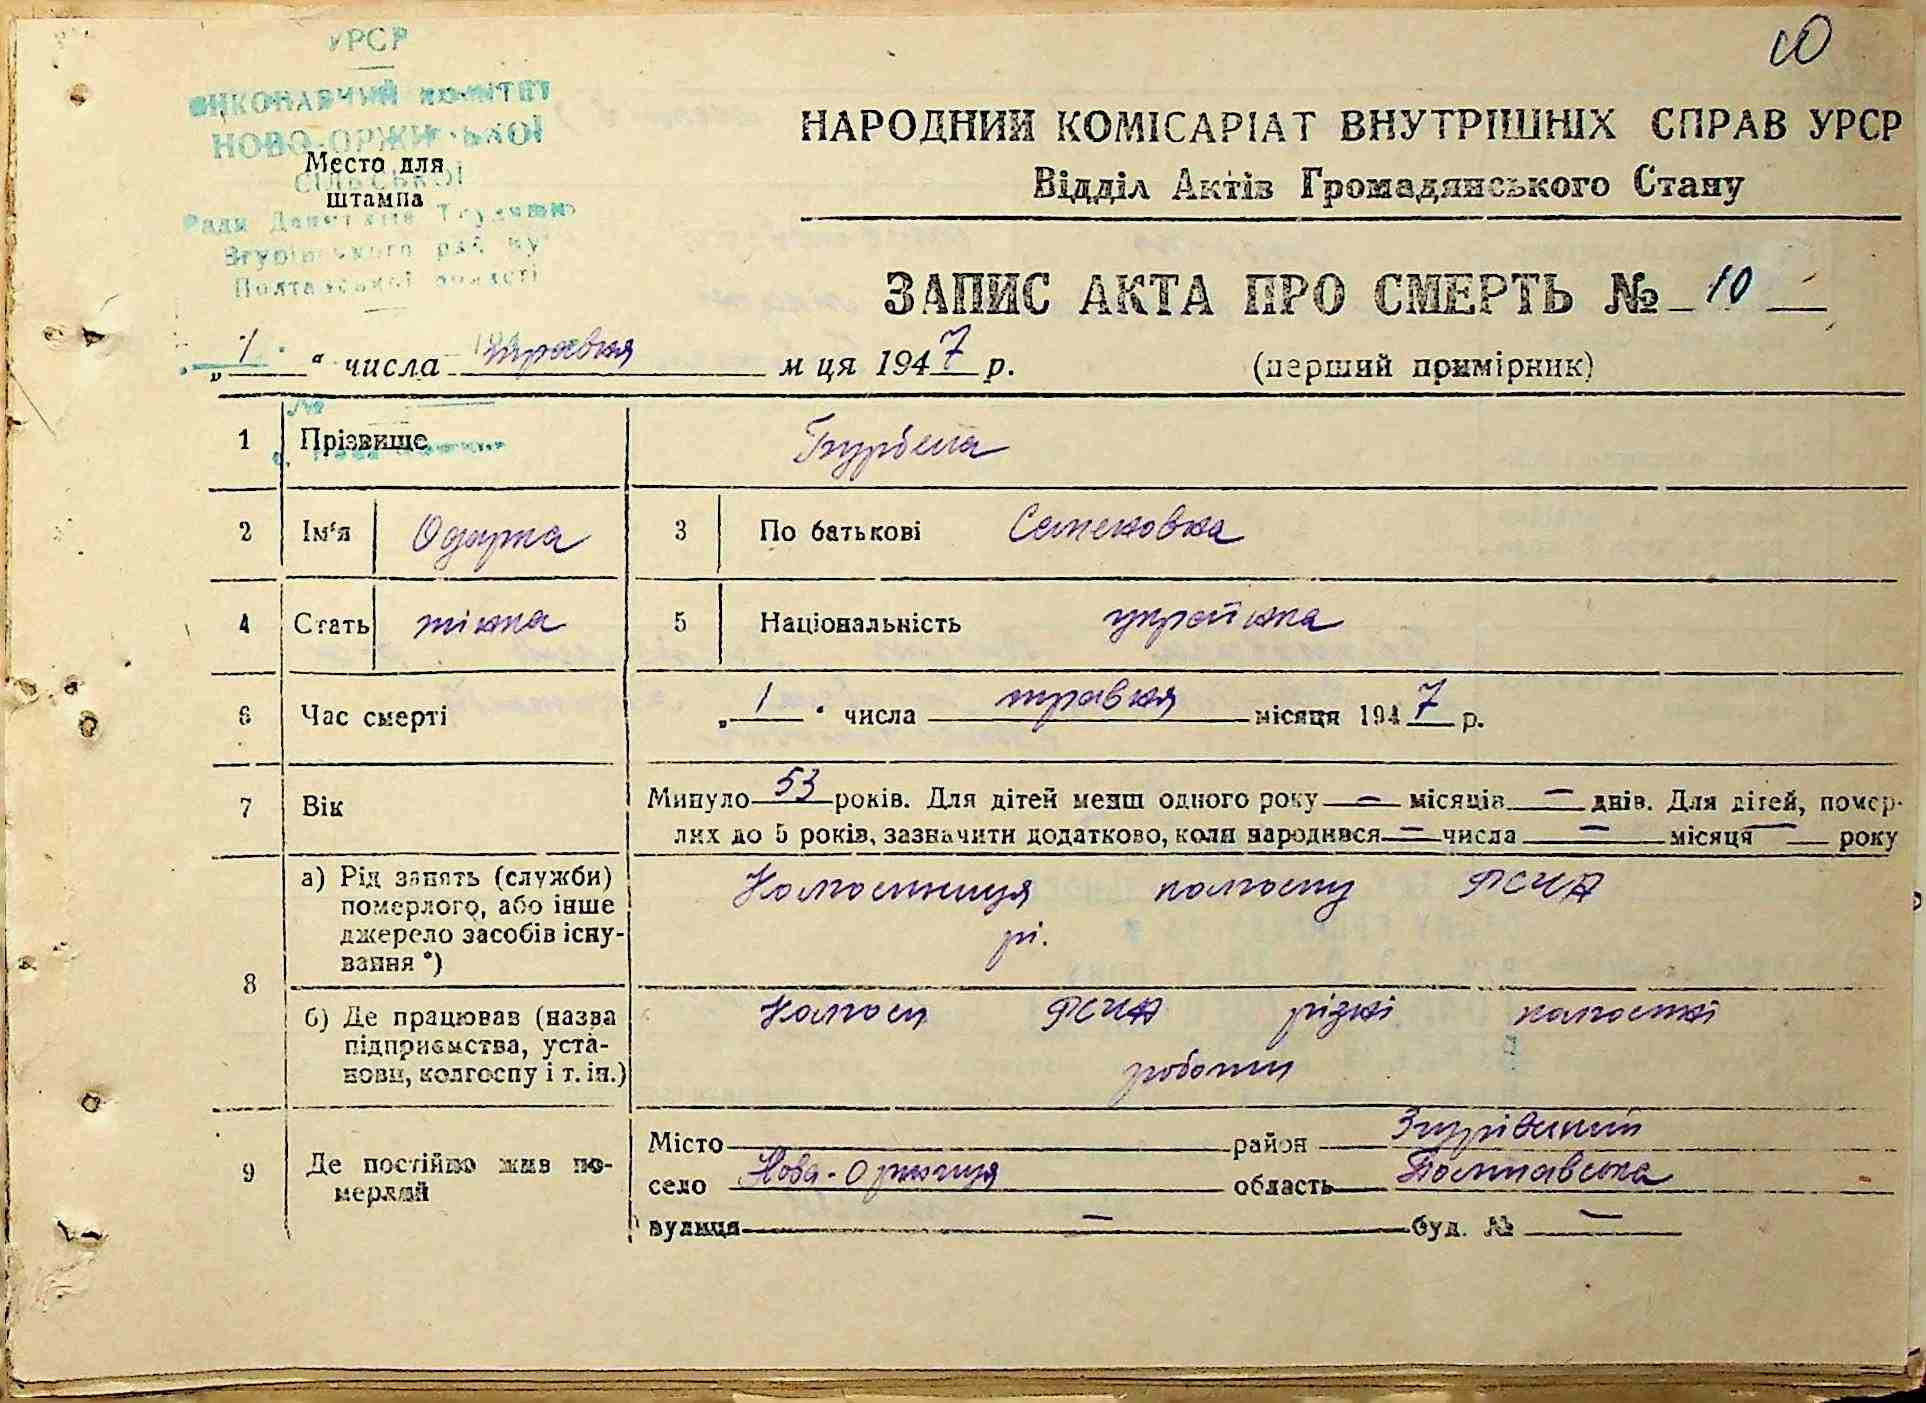 10
УРСР
ВИКОНАВЧИЙ КОМІТЕТ
НОВО-ОРЖИЦЬКОЇ
СІЛЬСЬКОЇ
Ради Депутатів Трудящих
Згурівського району
Полтавської області
Место для
штампа
НАРОДНИЙ КОМІСАРІАТ ВНУТРІШНІХ СПРАВ УРСР
Відділ Актів Громадянського Стану
ЗАПИС АКТА ПРО СМЕРТЬ № 10
„ 1 " числа травня м ця 1947 р.
(перший примірник)
1 Прізвище Бурбела
2 Ім'я Одарка 3 По батькові Семеновна
4 Стать жінка 5 Національність українка
6 Час смерті „ 1 " числа травня місяця 1947 р.
7 Вік Минуло 53 років. Для дітей менш одного року — місяців — днів. Для дітей, помер-
лих до 5 років, зазначити додатково, коли народився — числа — місяця — року
8 а) Рід занять (служби) померлого, або інше джерело засобів існування *) Колгоспниця колгоспу
б) Де працював (назва підприємства, установи, колгоспу і т. ін.) Колгосп різні колгоспні
роботи
9 Де постійно жив померлий Місто район Згурівський
село Нова-Оржиця область Полтавська
вулиця — буд. № —